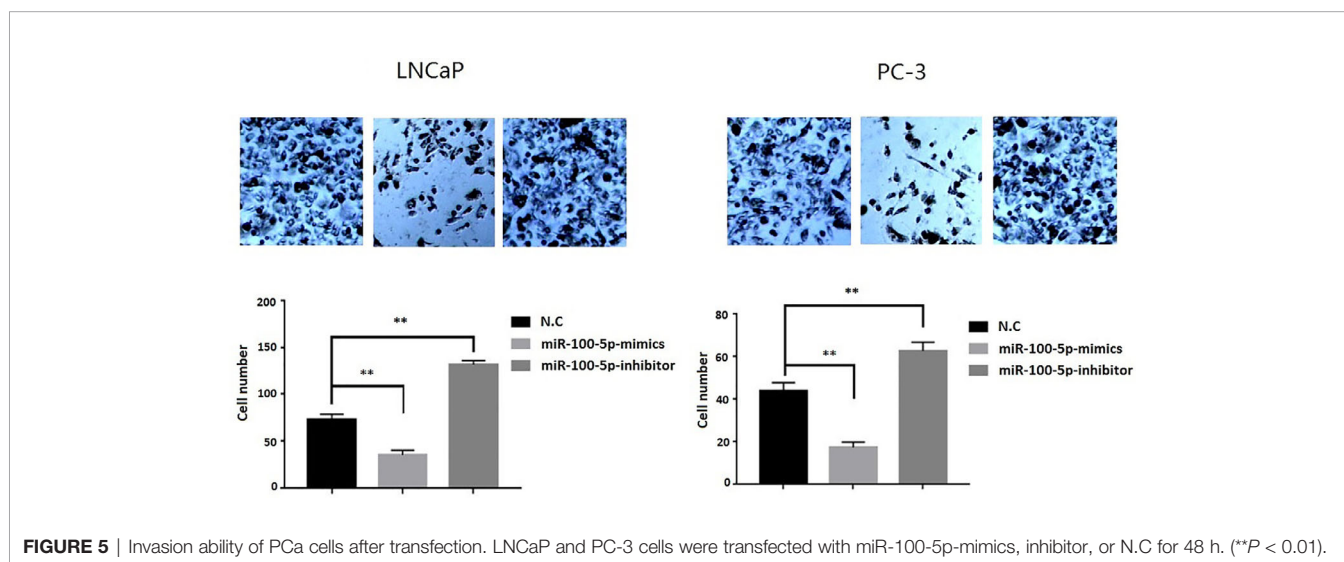 LNCaP
PC-3
200
150
100
50
0
Cell number
**
**
N.C
miR-100-5p-mimics
miR-100-5p-inhibitor
80
60
40
20
0
Cell number
**
**
N.C
miR-100-5p-mimics
miR-100-5p-inhibitor
FIGURE 5 | Invasion ability of PCa cells after transfection. LNCaP and PC-3 cells were transfected with miR-100-5p-mimics, inhibitor, or N.C for 48 h. (**P < 0.01).